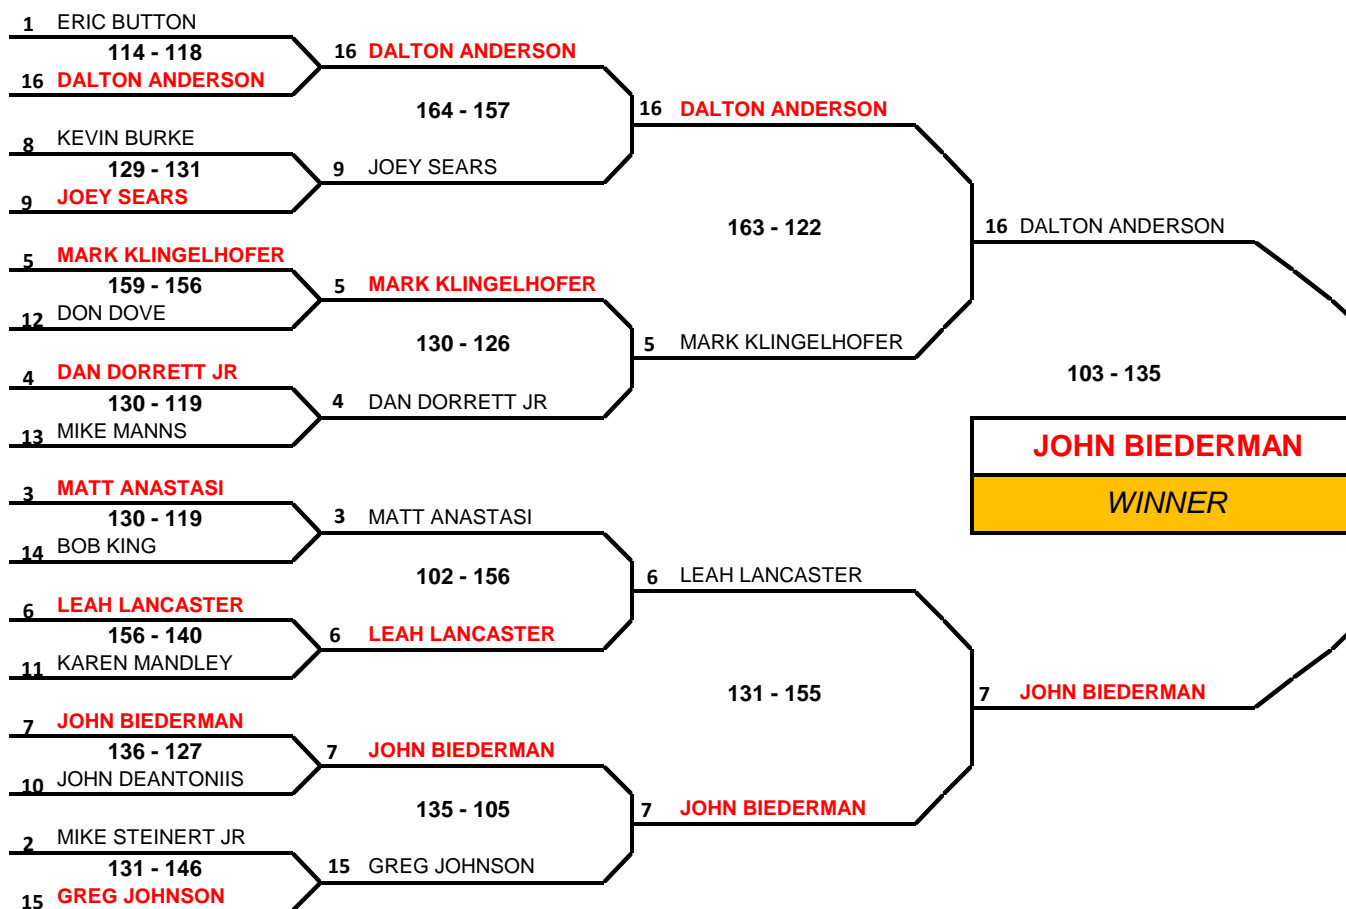 1 ERIC BUTTON
114 - 118
16 DALTON ANDERSON
8 KEVIN BURKE
129 - 131
9 JOEY SEARS
5 MARK KLINGELHOFER
159 - 156
12 DON DOVE
4 DAN DORRETT JR
130 - 119
13 MIKE MANNS
3 MATT ANASTASI
130 - 119
14 BOB KING
6 LEAH LANCASTER
156 - 140
11 KAREN MANDLEY
7 JOHN BIEDERMAN
136 - 127
10 JOHN DEANTONIIS
2 MIKE STEINERT JR
131 - 146
15 GREG JOHNSON
16 DALTON ANDERSON
164 - 157
9 JOEY SEARS
5 MARK KLINGELHOFER
130 - 126
4 DAN DORRETT JR
3 MATT ANASTASI
102 - 156
6 LEAH LANCASTER
7 JOHN BIEDERMAN
135 - 105
15 GREG JOHNSON
16 DALTON ANDERSON
163 - 122
5 MARK KLINGELHOFER
6 LEAH LANCASTER
131 - 155
7 JOHN BIEDERMAN
16 DALTON ANDERSON
103 - 135
7 JOHN BIEDERMAN
JOHN BIEDERMAN
WINNER